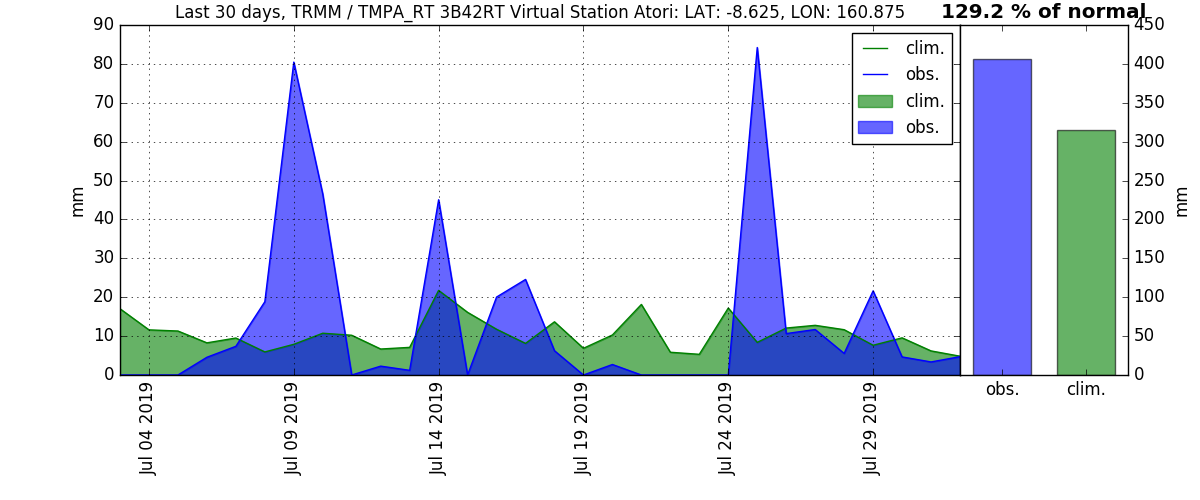 Last 30 days, TRMM / TMPA_RT 3B42RT Virtual Station Atori: LAT: -8.625, LON: 160.875
129.2 % of normal
90
80
70
60
50
40
30
20
10
0
mm
clim.
obs.
clim.
obs.
Jul 04 2019
Jul 09 2019
Jul 14 2019
Jul 19 2019
Jul 24 2019
Jul 29 2019
450
400
350
300
250
200
150
100
50
0
mm
obs.
clim.